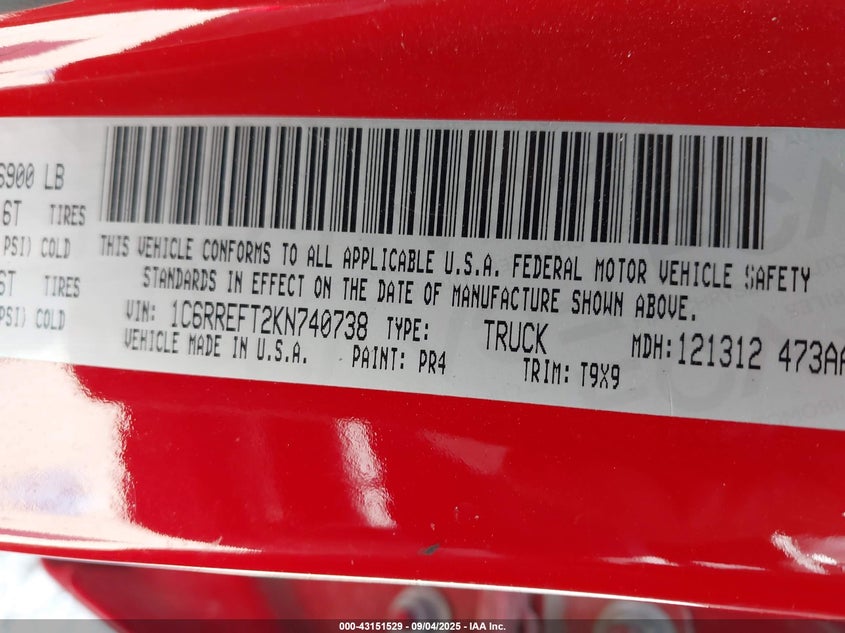 6900 LB
6T TIRES
PSI) COLD
6T TIRES
PSI) COLD
THIS VEHICLE CONFORMS TO ALL APPLICABLE U.S.A. FEDERAL MOTOR VEHICLE SAFETY
STANDARDS IN EFFECT ON THE DATE OF MANUFACTURE SHOWN ABOVE.
VIN: 1C6RREFT2KN740738 TYPE: TRUCK MDH: 121312 473AA
VEHICLE MADE IN U.S.A. PAINT: PR4 TRIM: T9X9
000-43151529 - 09/04/2025 - IAA Inc.